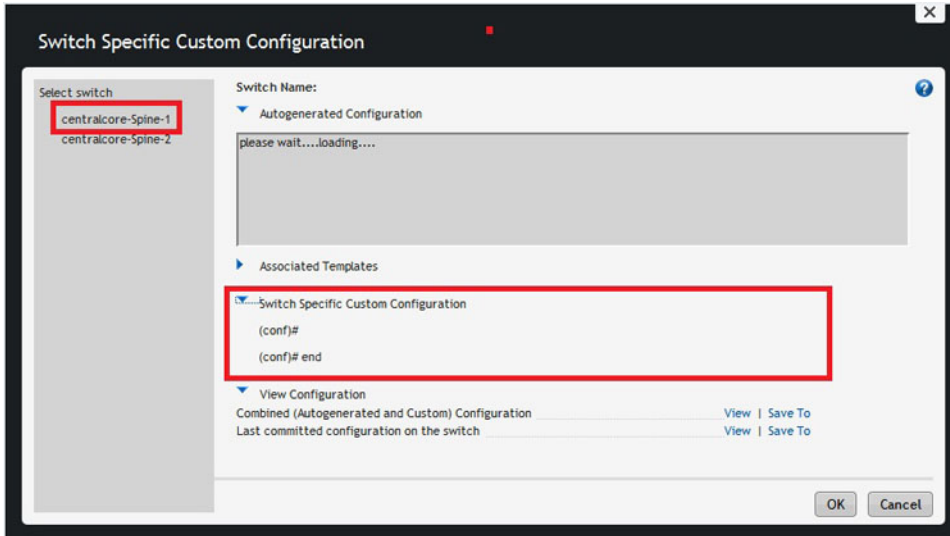 Switch Specific Custom Configuration
Select switch
centralcore-Spine-1
centralcore-Spine-2
Switch Name:
Autogenerated Configuration
please wait....loading....
Associated Templates
Switch Specific Custom Configuration
(conf)#
(conf)# end
View Configuration
Combined (Autogenerated and Custom) Configuration View | Save To
Last committed configuration on the switch View | Save To
OK Cancel